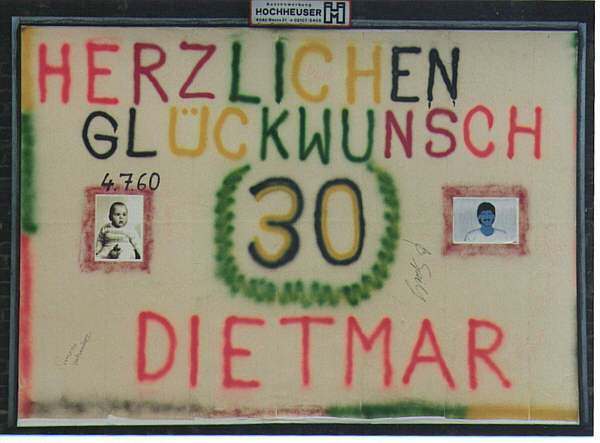 HOCHHEUSER
HERZLICHEN
GLÜCKWUNSCH
4.7.60
30
DIETMAR